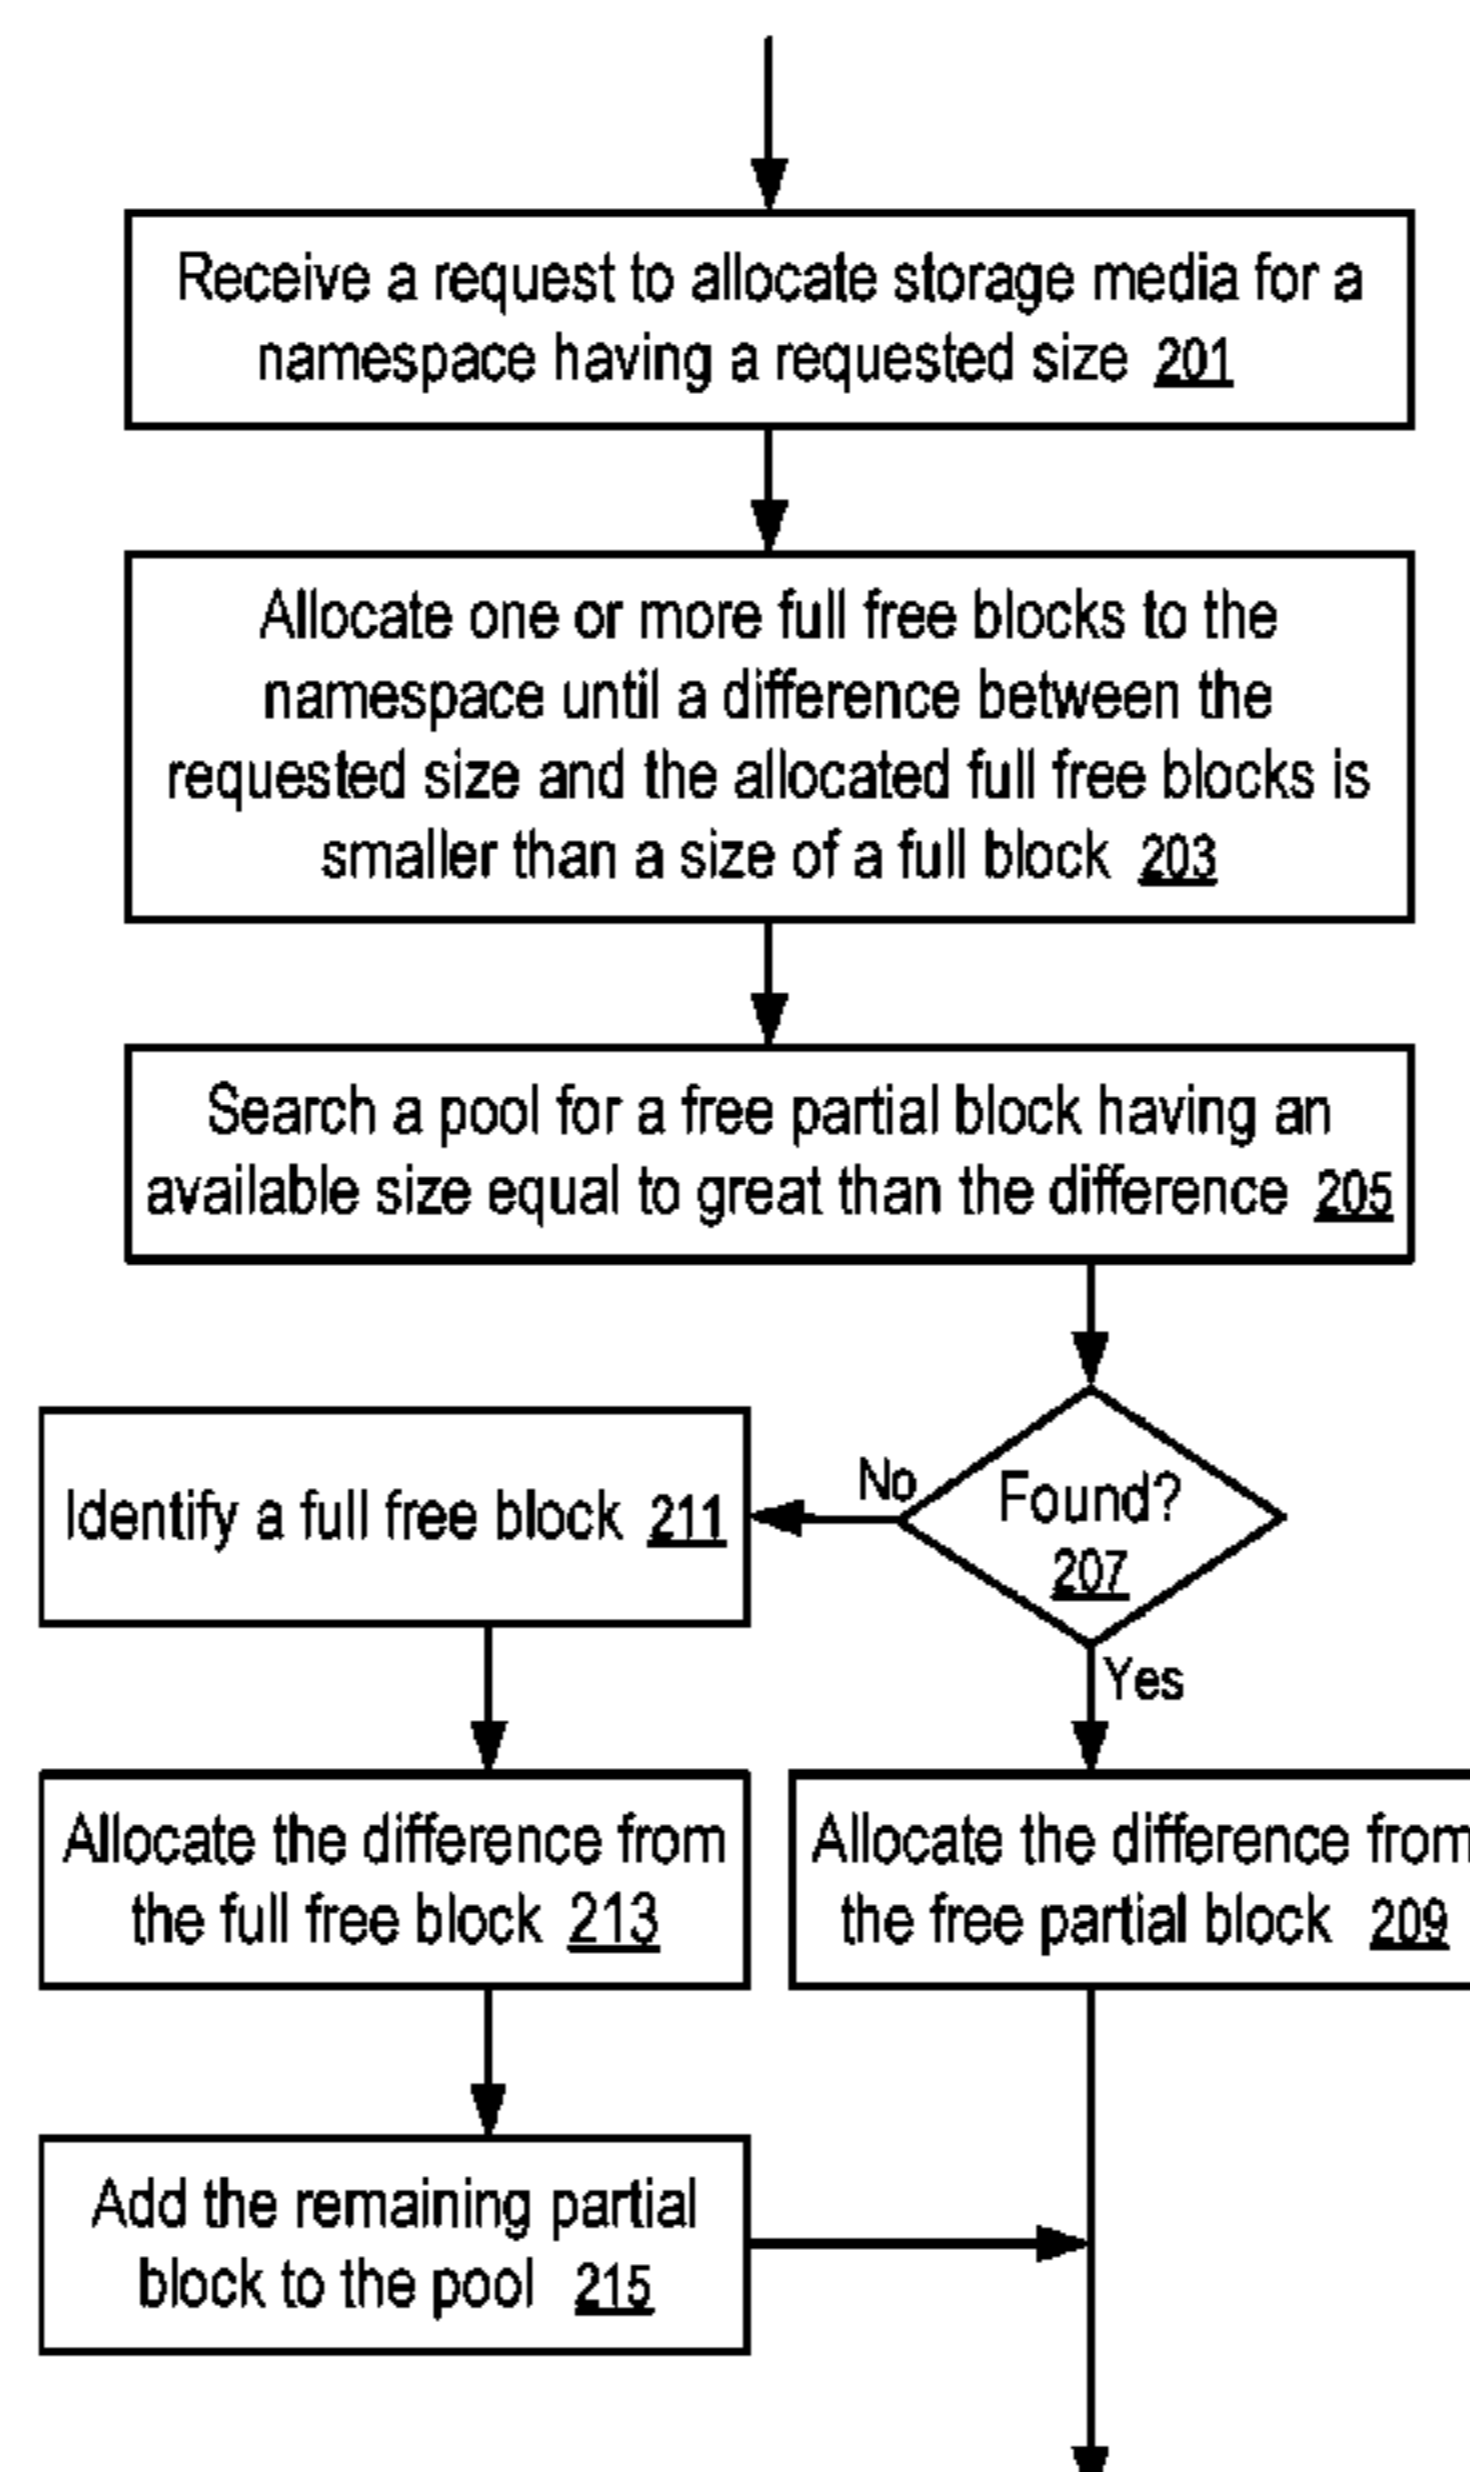 Receive a request to allocate storage media for a
namespace having a requested size 201
Allocate one or more full free blocks to the
namespace until a difference between the
requested size and the allocated full free blocks is
smaller than a size of a full block 203
Search a pool for a free partial block having an
available size equal to great than the difference 205
Found?
207
No
Yes
Identify a full free block 211
Allocate the difference from
the full free block 213
Allocate the difference from
the free partial block 209
Add the remaining partial
block to the pool 215